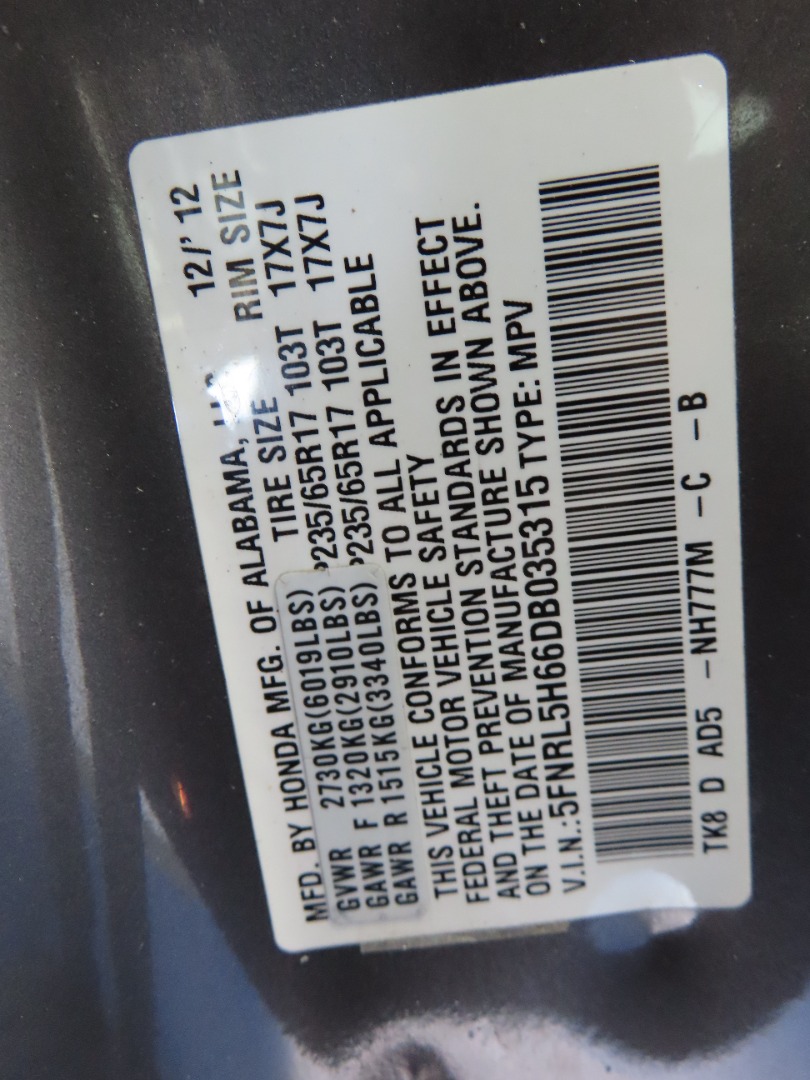 MFD. BY HONDA MFG. OF ALABAMA, 12/' 12
TIRE SIZE RIM SIZE
GVWR 2730KG(6019LBS)
GAWR F 1320KG(2910LBS) P235/65R17 103T 17X7J
GAWR R 1515KG(3340LBS) P235/65R17 103T 17X7J
THIS VEHICLE CONFORMS TO ALL APPLICABLE
FEDERAL MOTOR VEHICLE SAFETY
AND THEFT PREVENTION STANDARDS IN EFFECT
ON THE DATE OF MANUFACTURE SHOWN ABOVE.
V.I.N.:5FNRL5H66DB035315 TYPE: MPV
TK8 D AD5 -NH777M -C -B